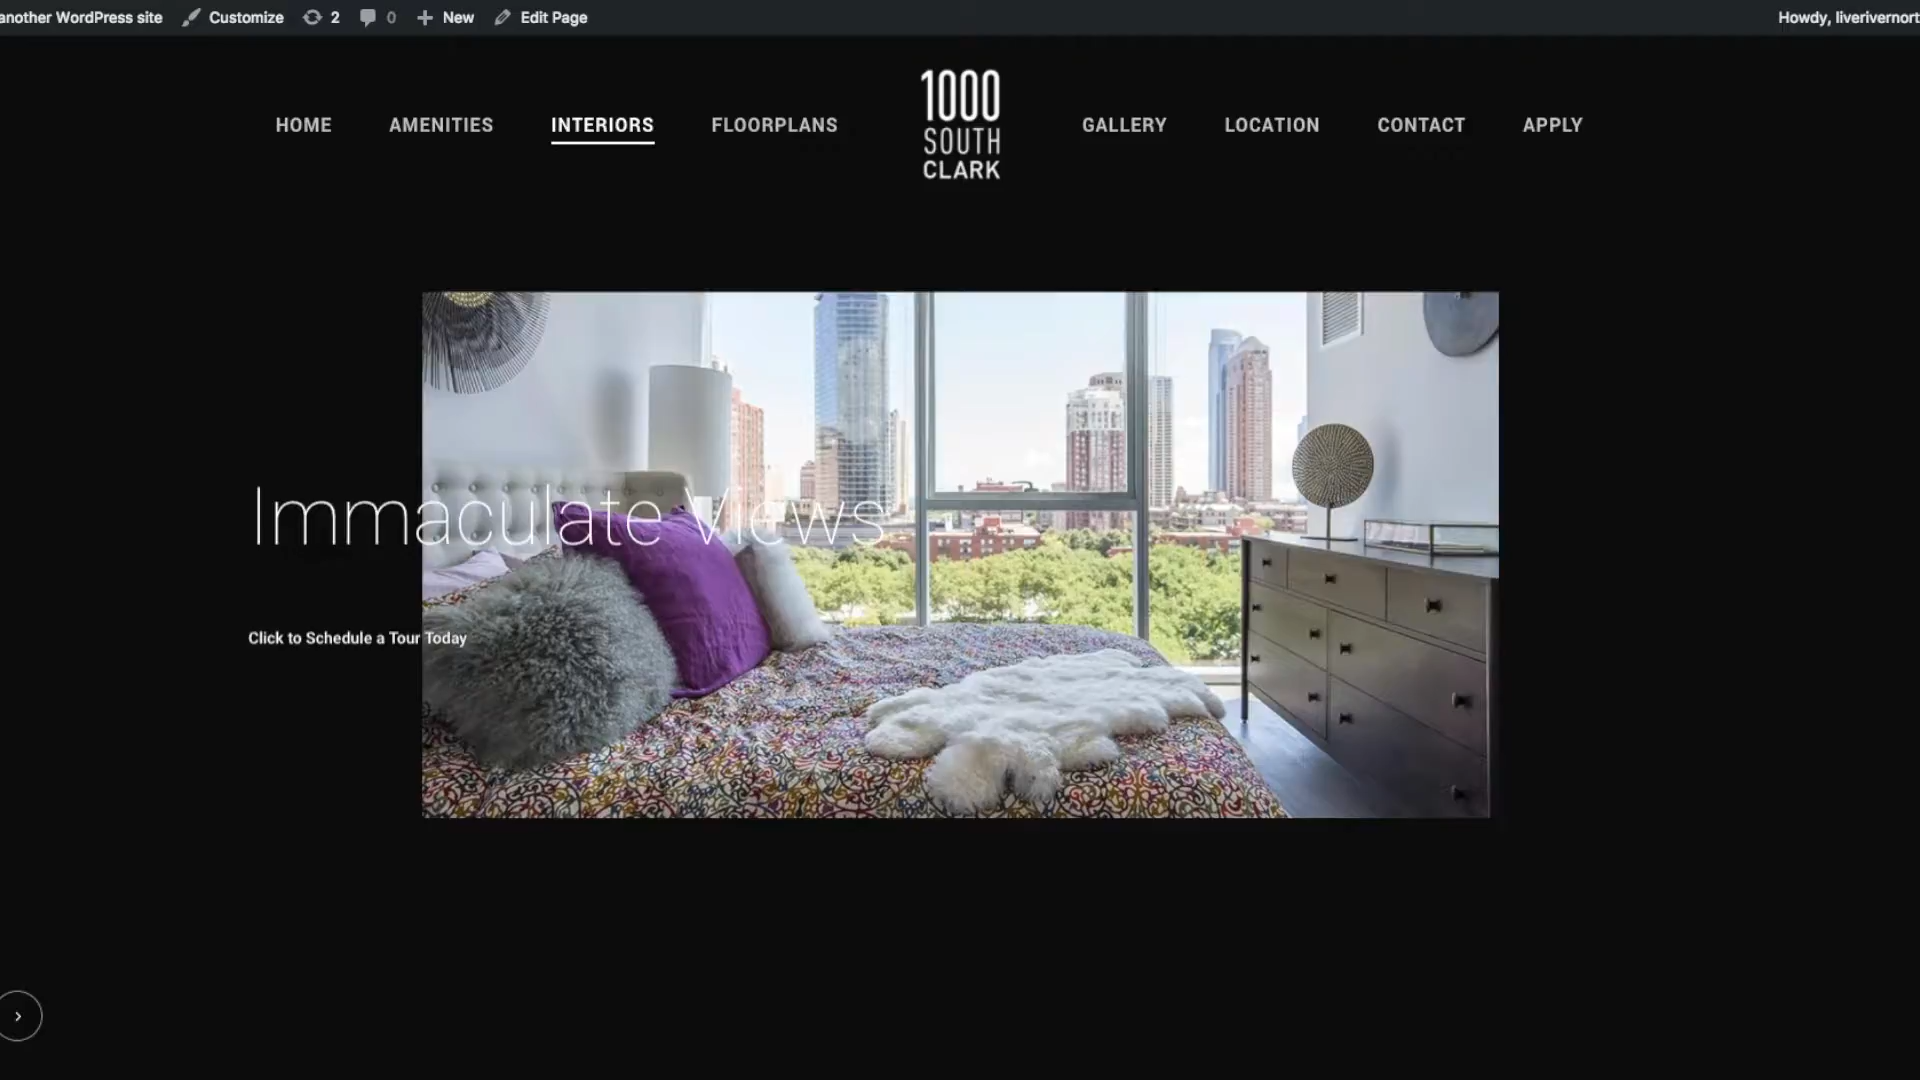 another WordPress site Customize 2 0 New Edit Page Howdy, liverivernort
HOME AMENITIES INTERIORS FLOORPLANS
1000
SOUTH
CLARK
GALLERY LOCATION CONTACT APPLY
Immaculate Views
Click to Schedule a Tour Today